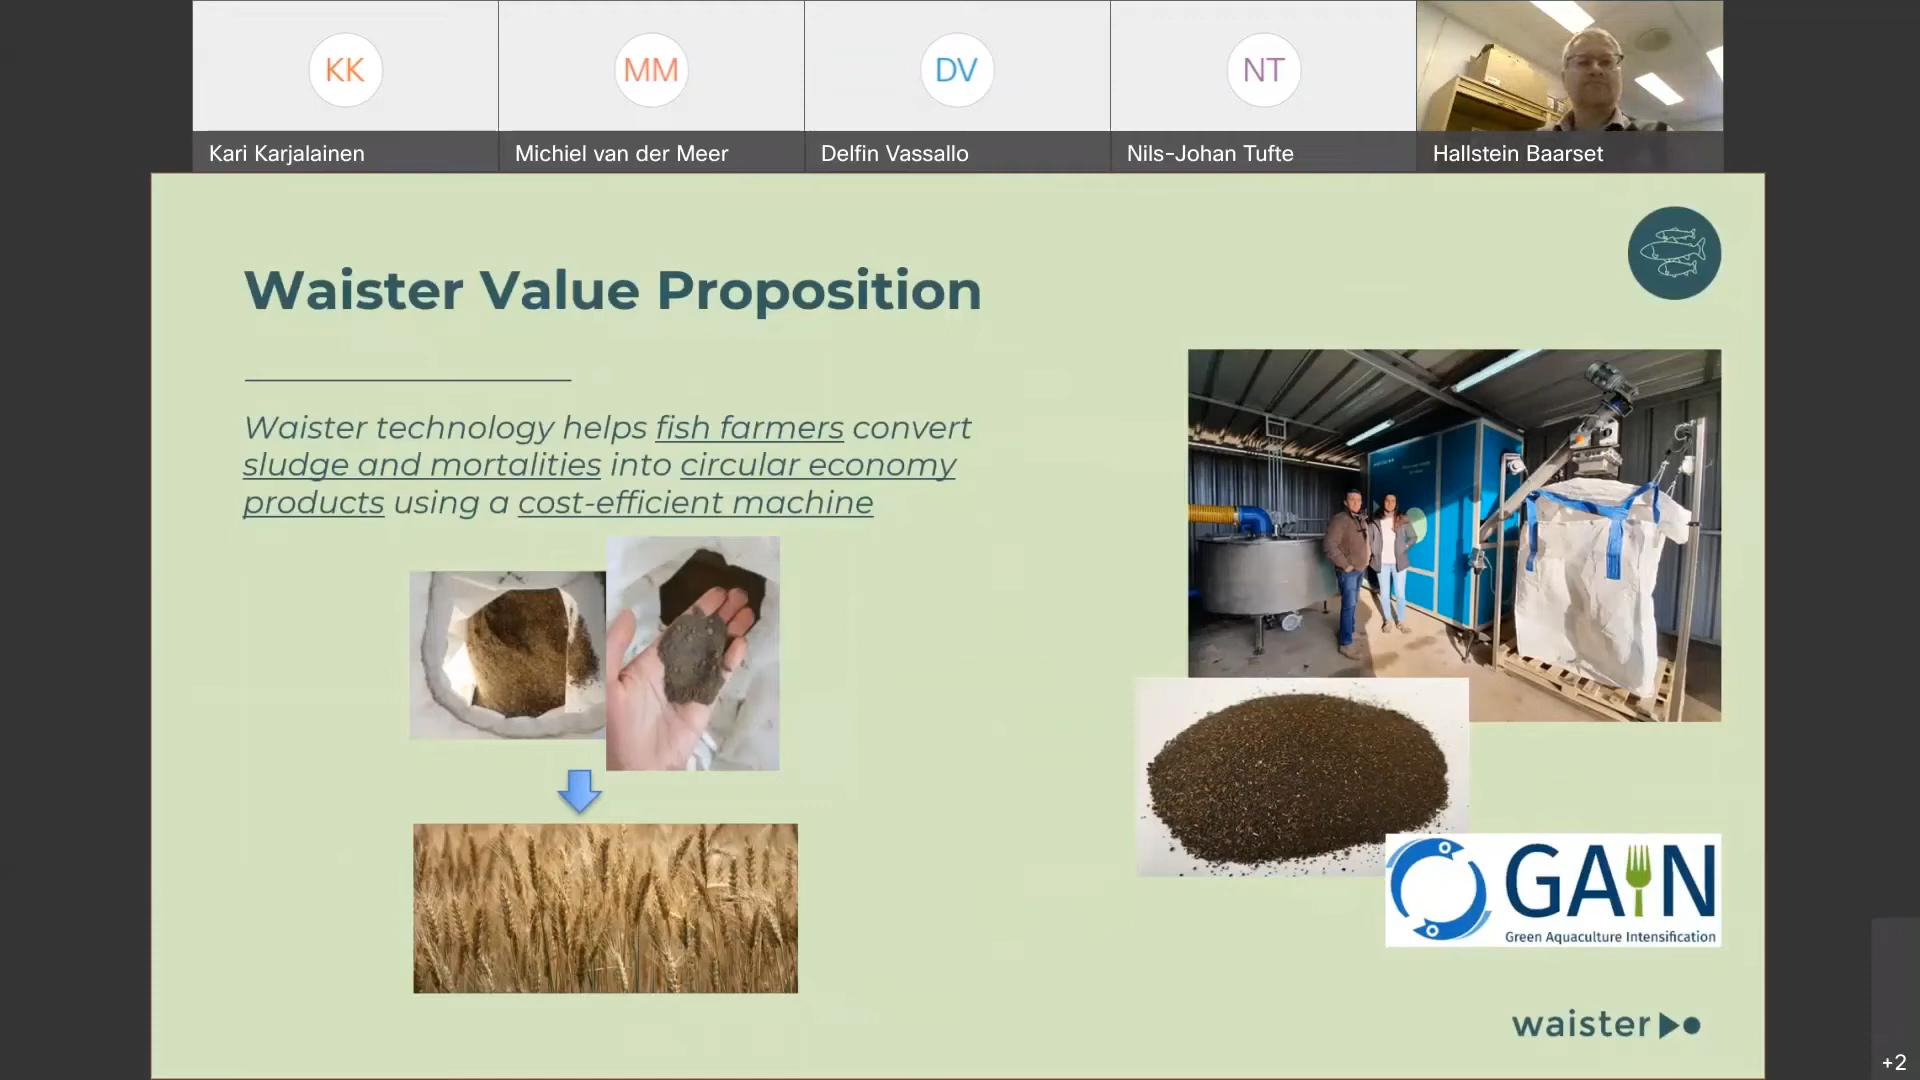 KK
MM
DV
NT
Kari Karjalainen
Michiel van der Meer
Delfin Vassallo
Nils-Johan Tufte
Hallstein Baarset
Waister Value Proposition
Waister technology helps fish farmers convert
sludge and mortalities into circular economy
products using a cost-efficient machine
GAIN
Green Aquaculture Intensification
waister
+2